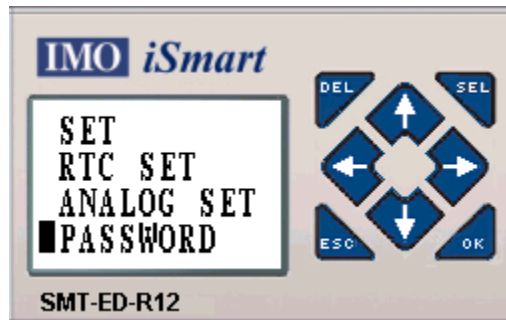 IMO iSmart
DEL
SEL
SET
RTC SET
ANALOG SET
PASSWORD
ESC
OK
SMT-ED-R12